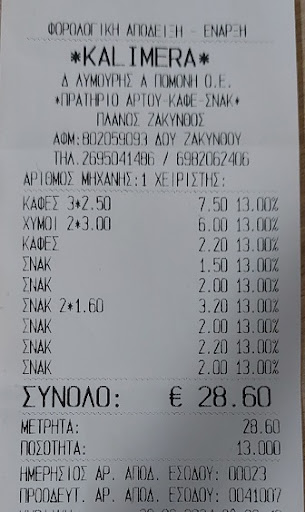 ΦΟΡΟΛΟΓΙΚΗ ΑΠΟΔΕΙΞΗ - ΕΝΑΡΞΗ
*KALIMERA*
Δ ΛΥΜΟΥΡΗΣ Α ΠΟΜΟΝΗ Ο.Ε.
*ΠΡΑΤΗΡΙΟ ΑΡΤΟΥ-ΚΑΦΕ-ΣΝΑΚ*
ΠΛΑΝΟΣ ΖΑΚΥΝΘΟΣ
ΑΦΜ:802059093 ΔΟΥ ΖΑΚΥΝΘΟΥ
ΤΗΛ.2695041486 / 6982062406
ΑΡΙΘΜΟΣ ΜΗΧΑΝΗΣ:1 ΧΕΙΡΙΣΤΗΣ:
ΚΑΦΕΣ 3*2.50 7.50 13.00%
ΧΥΜΟΙ 2*3.00 6.00 13.00%
ΚΑΦΕΣ 2.20 13.00%
ΣΝΑΚ 1.50 13.00%
ΣΝΑΚ 2.00 13.00%
ΣΝΑΚ 2*1.60 3.20 13.00%
ΣΝΑΚ 2.00 13.00%
ΣΝΑΚ 2.20 13.00%
ΣΝΑΚ 2.00 13.00%
ΣΥΝΟΛΟ: € 28.60
ΜΕΤΡΗΤΑ: 28.60
ΠΟΣΟΤΗΤΑ: 13.000
ΗΜΕΡΗΣΙΟΣ ΑΡ. ΑΠΟΔ. ΕΣΟΔΟΥ: 00023
ΠΡΟΟΔΕΥΤ. ΑΡ. ΑΠΟΔ. ΕΣΟΔΟΥ: 0041007